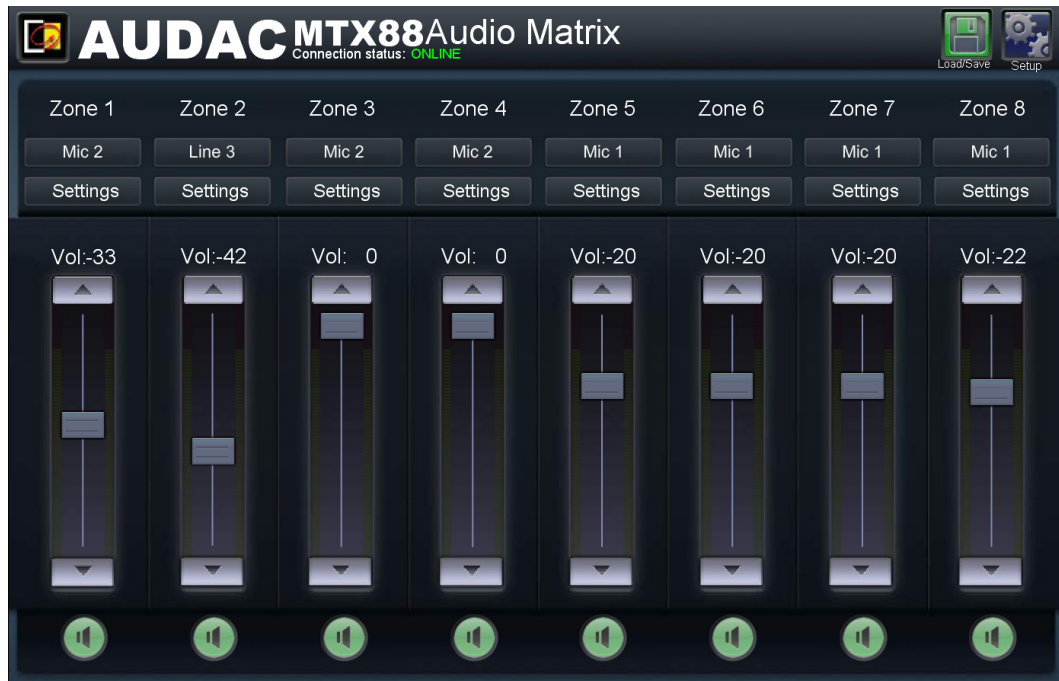 AUDAC MTX88 Audio Matrix
Connection status: ONLINE
Load/Save Setup
Zone 1 Zone 2 Zone 3 Zone 4 Zone 5 Zone 6 Zone 7 Zone 8
Mic 2 Line 3 Mic 2 Mic 2 Mic 1 Mic 1 Mic 1 Mic 1
Settings Settings Settings Settings Settings Settings Settings Settings
Vol:-33 Vol:-42 Vol: 0 Vol: 0 Vol:-20 Vol:-20 Vol:-20 Vol:-22